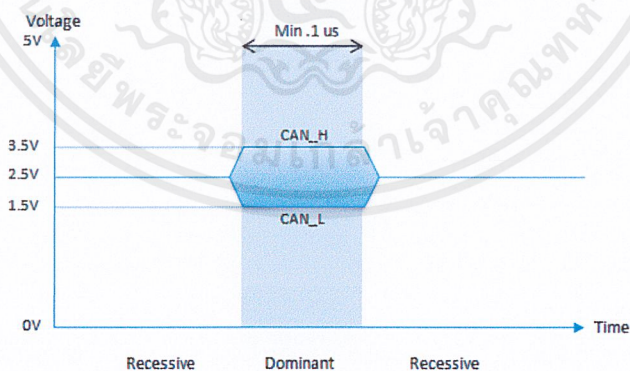 Voltage
5V
Min .1 us
3.5V
CAN_H
2.5V
1.5V
CAN_L
0V
Time
Recessive Dominant Recessive